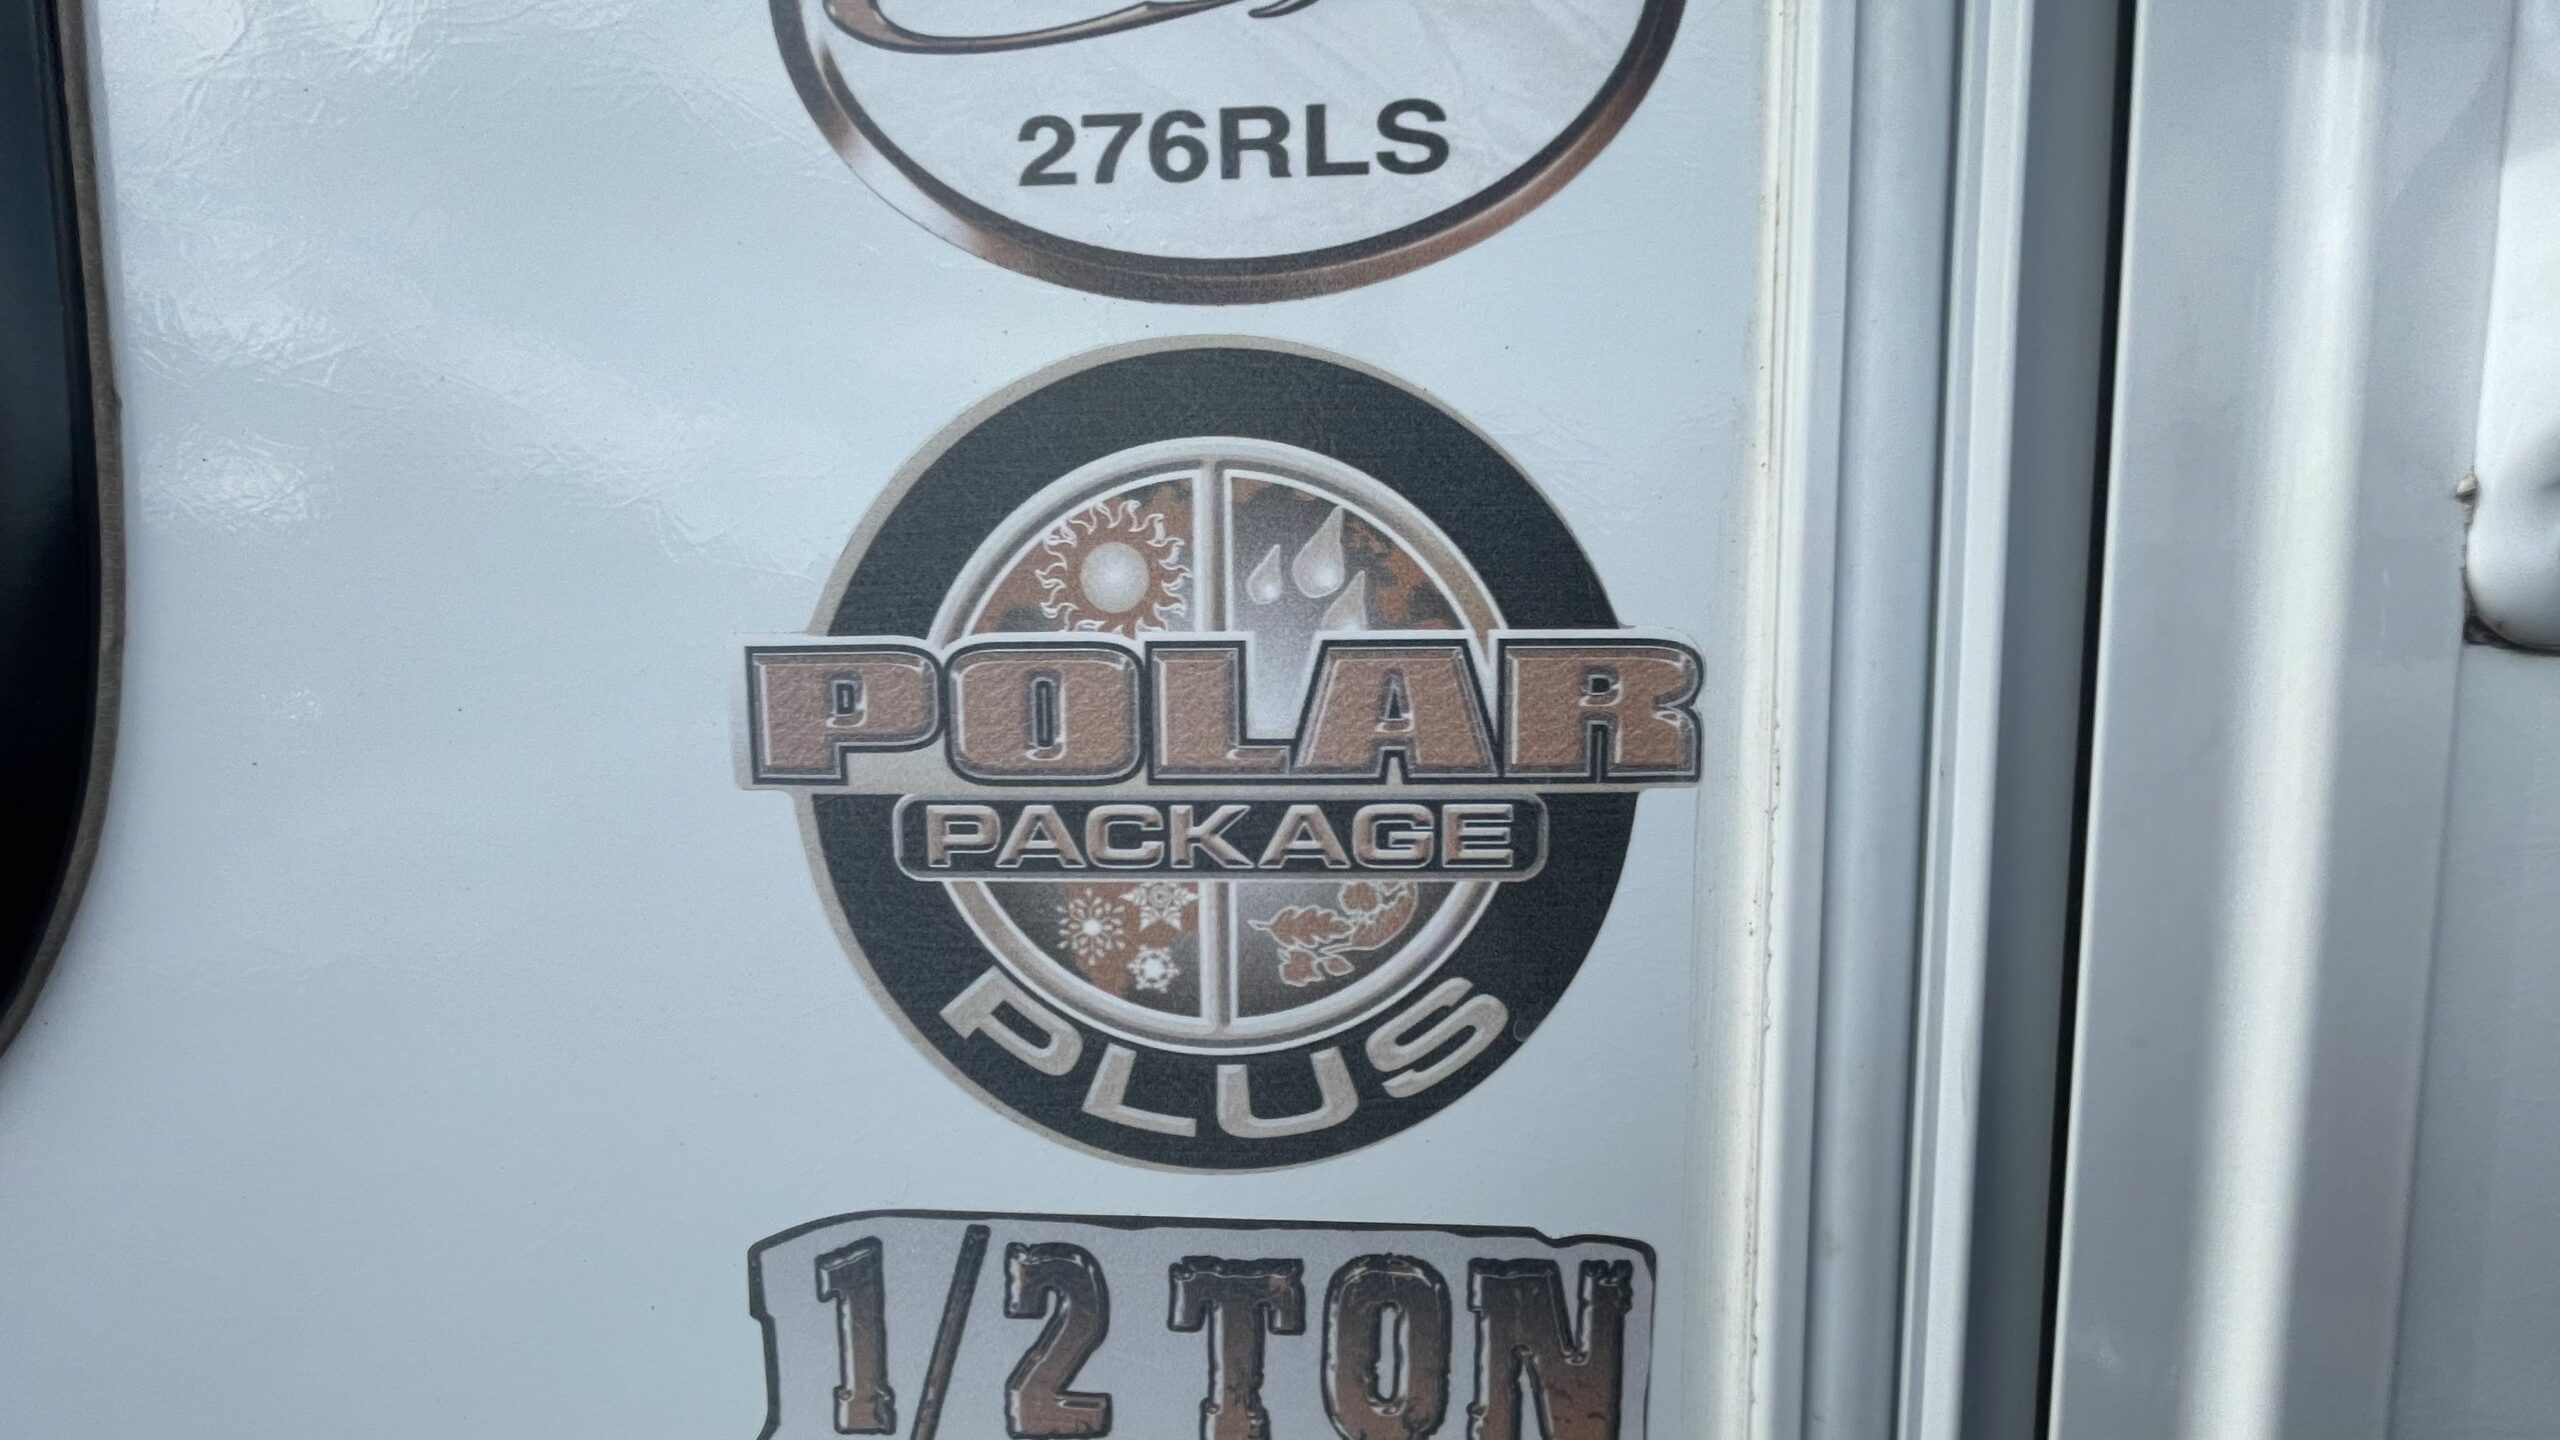 276RLS
POLAR
PACKAGE
PLUS
1/2 TON